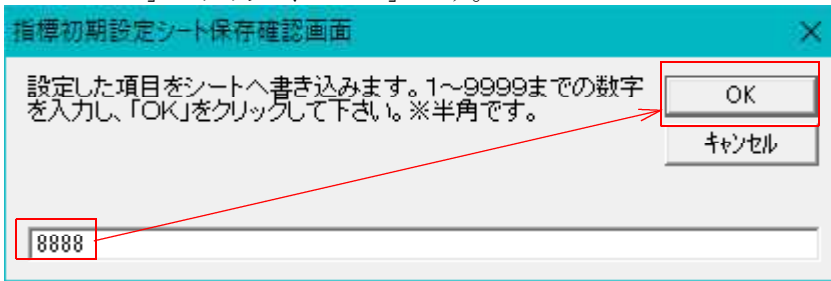 指標初期設定シート保存確認画面
設定した項目をシートへ書き込みます。1～9999までの数字
を入力し、「OK」をクリックして下さい。※半角です。
OK
キャンセル
8888